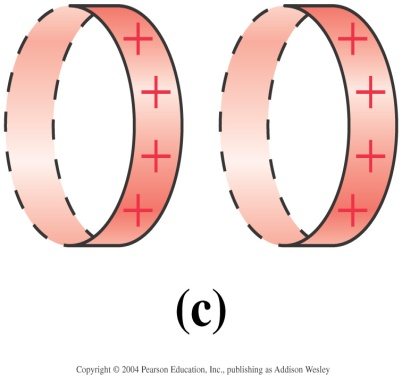 + +
+ +
+ +
+ +
(c)
Copyright © 2004 Pearson Education, Inc., publishing as Addison Wesley